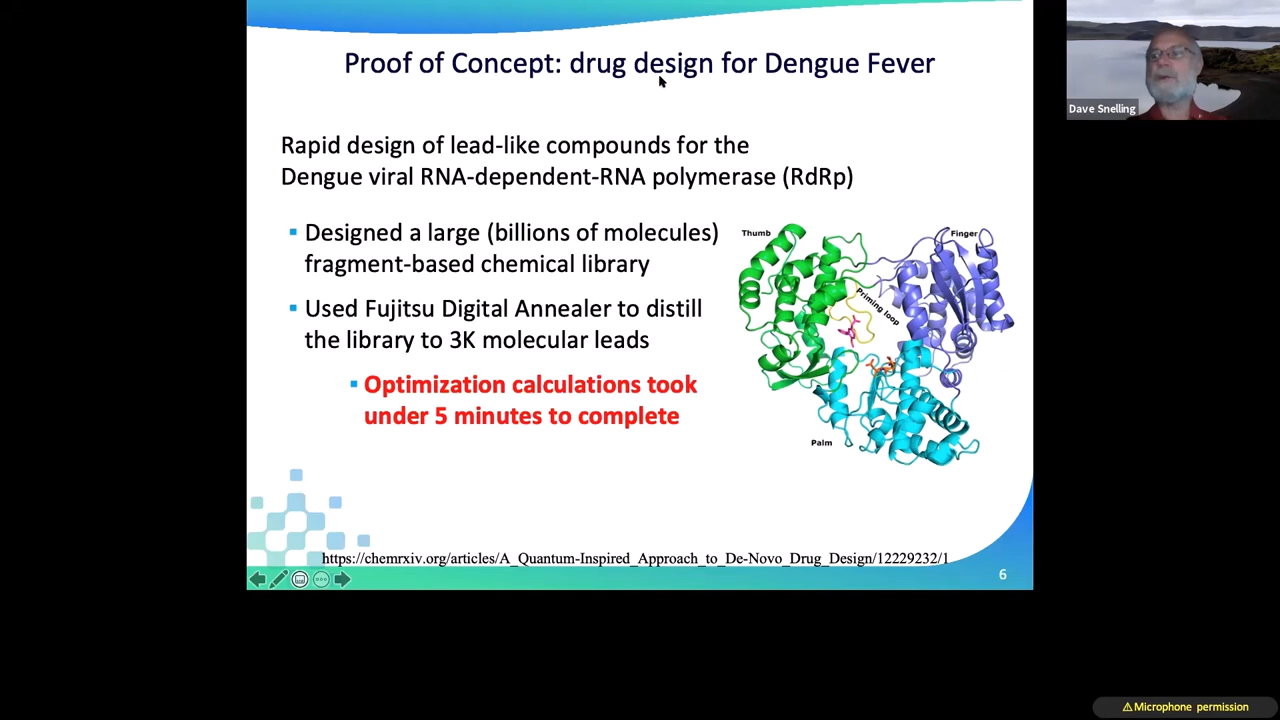 Proof of Concept: drug design for Dengue Fever
Dave Snelling
Rapid design of lead-like compounds for the
Dengue viral RNA-dependent-RNA polymerase (RdRp)
Designed a large (billions of molecules)
fragment-based chemical library
Used Fujitsu Digital Annealer to distill
the library to 3K molecular leads
Optimization calculations took
under 5 minutes to complete
Thumb
Finger
Priming loop
Palm
https://chemrxiv.org/articles/A_Quantum-Inspired_Approach_to_De-Novo_Drug_Design/12229232/1
6
⚠Microphone permission